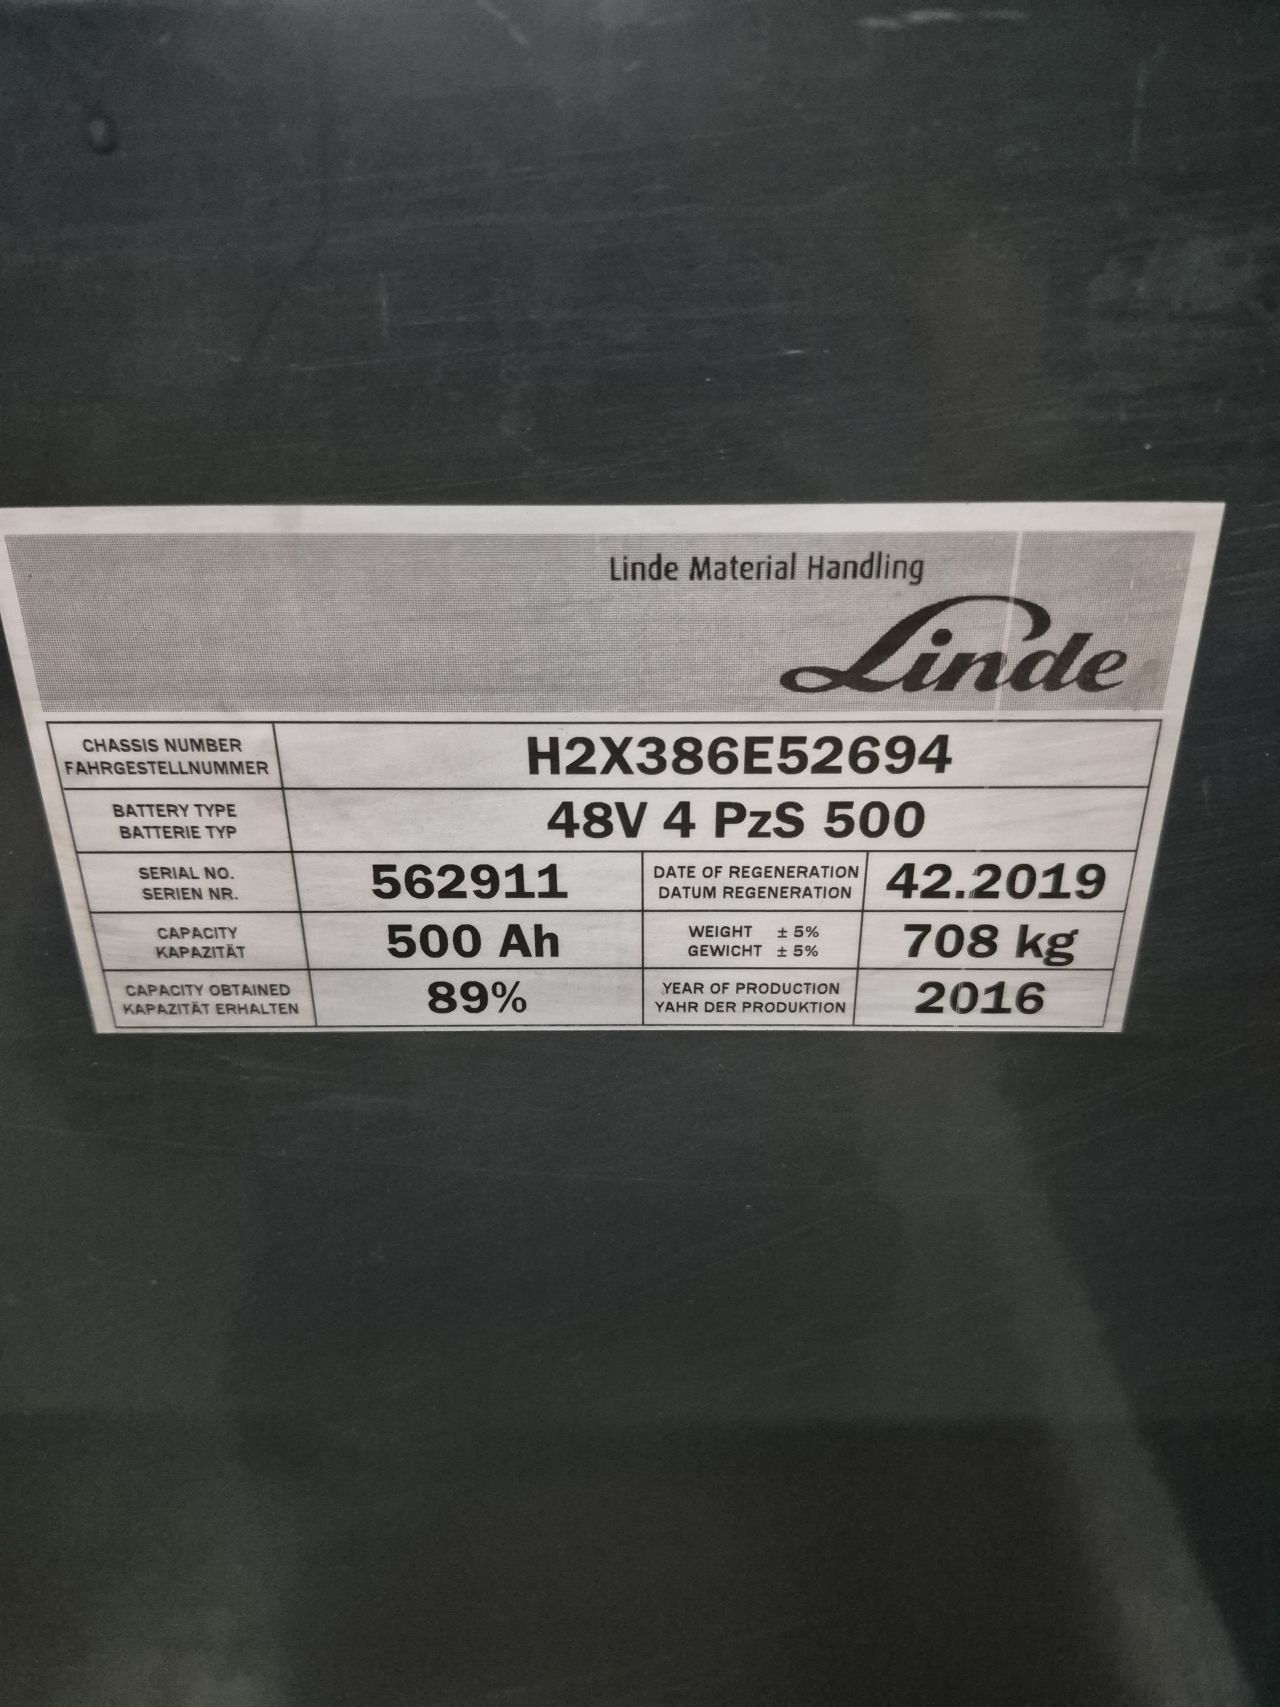 Linde Material Handling
Linde
CHASSIS NUMBER
FAHRGESTELLNUMMER
H2X386E52694
BATTERY TYPE
BATTERIE TYP
48V 4 PzS 500
SERIAL NO.
SERIEN NR.
562911
DATE OF REGENERATION
DATUM REGENERATION
42.2019
CAPACITY
KAPAZITÄT
500 Ah
WEIGHT ± 5%
GEWICHT ± 5%
708 kg
CAPACITY OBTAINED
KAPAZITÄT ERHALTEN
89%
YEAR OF PRODUCTION
YAHR DER PRODUKTION
2016